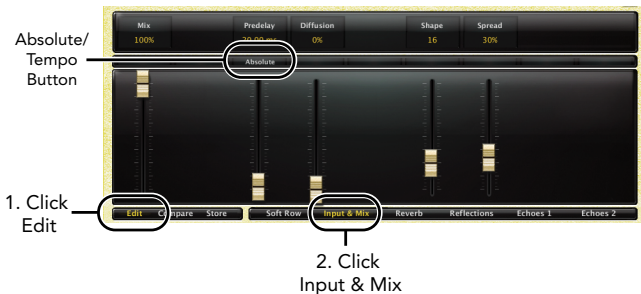 Mix Predelay Diffusion Shape Spread
100% 20.00 ms 0% 16 30%
Absolute/
Tempo
Button
Absolute
1. Click
Edit
Edit Compare Store Soft Row Input & Mix Reverb Reflections Echoes 1 Echoes 2
2. Click
Input & Mix